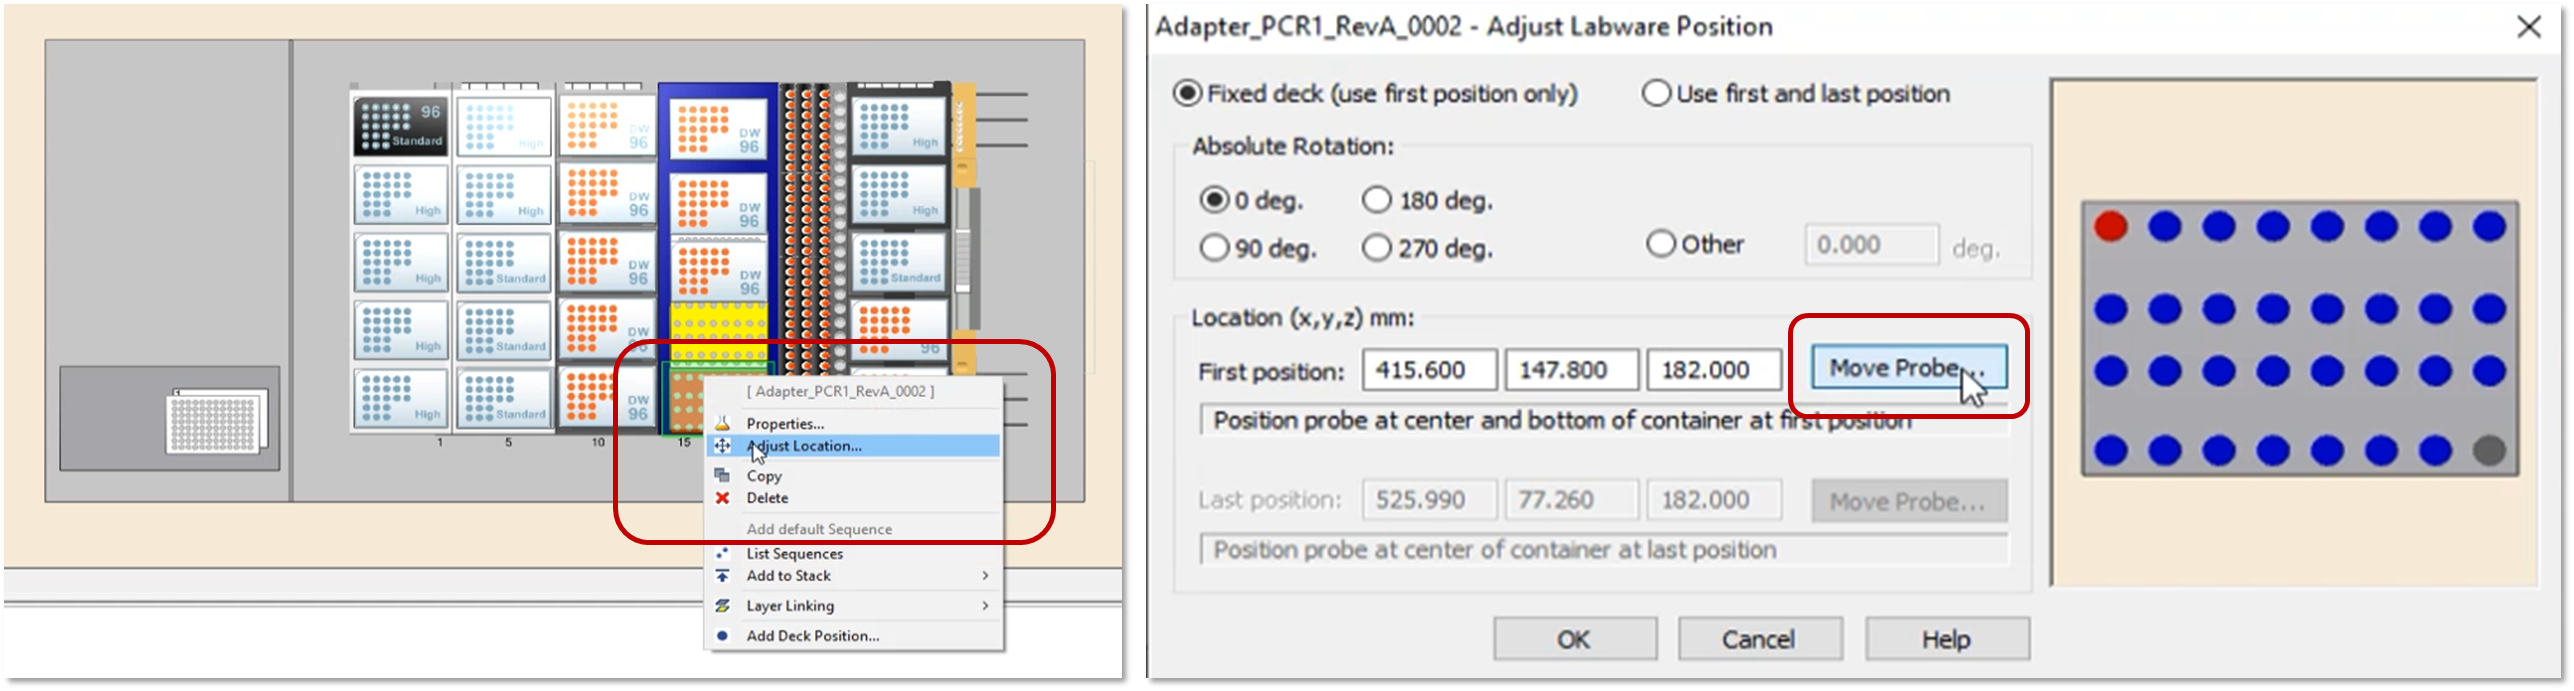 96
Standard
High
DW
96
DW
96
High
High
High
DW
96
DW
96
High
High
Standard
DW
96
DW
96
Standard
High
Standard
DW
96
96
High
Standard
DW
96
1
1
5
10
15
[ Adapter_PCR1_RevA_0002 ]
Properties...
Adjust Location...
Copy
Delete
Add default Sequence
List Sequences
Add to Stack
Layer Linking
Add Deck Position...
Adapter_PCR1_RevA_0002 - Adjust Labware Position
Fixed deck (use first position only) Use first and last position
Absolute Rotation:
0 deg. 180 deg.
90 deg. 270 deg. Other 0.000 deg.
Location (x,y,z) mm:
First position: 415.600 147.800 182.000 Move Probe...
Position probe at center and bottom of container at first position
Last position: 525.990 77.260 182.000 Move Probe...
Position probe at center of container at last position
OK Cancel Help